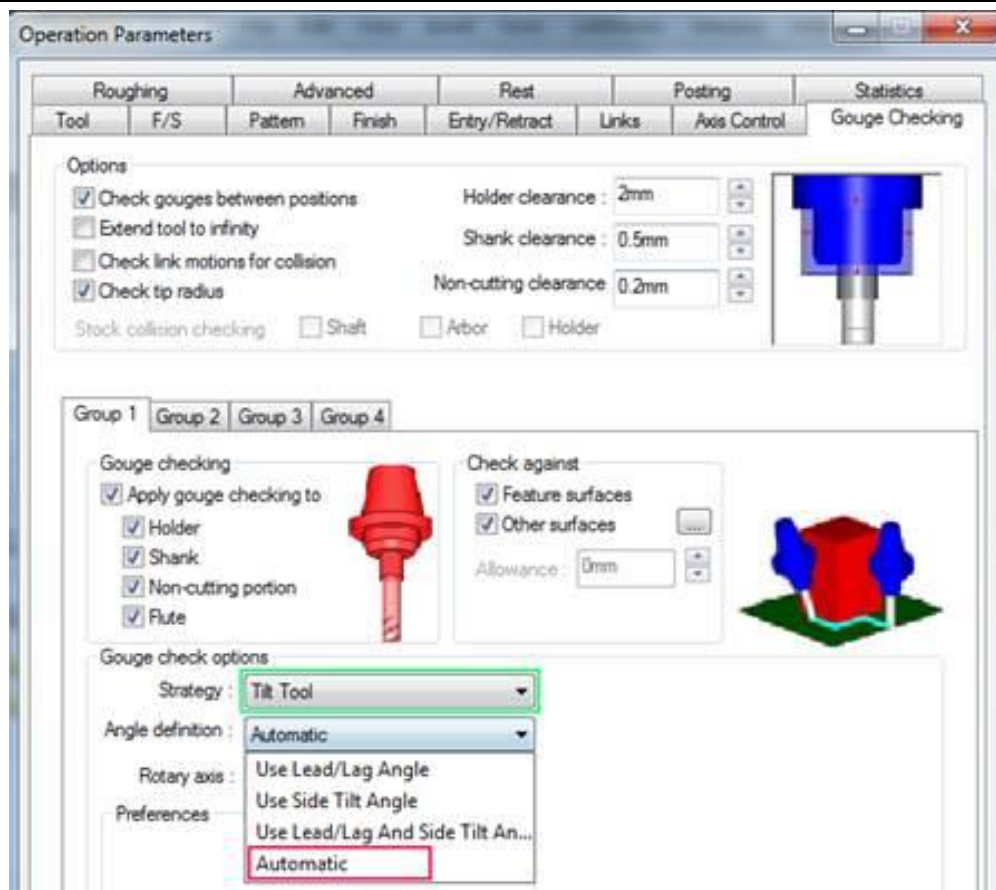 Operation Parameters
Roughing Advanced Rest Posting Statistics
Tool F/S Pattern Finish Entry/Retract Links Axis Control Gouge Checking
Options
Check gouges between positions
Extend tool to infinity
Check link motions for collision
Check tip radius
Holder clearance : 2mm
Shank clearance : 0.5mm
Non-cutting clearance 0.2mm
Stock collision checking Shaft Arbor Holder
Group 1 Group 2 Group 3 Group 4
Gouge checking
Apply gouge checking to
Holder
Shank
Non-cutting portion
Flute
Check against
Feature surfaces
Other surfaces ...
Allowance : 0mm
Gouge check options
Strategy : Tilt Tool
Angle definition : Automatic
Use Lead/Lag Angle
Use Side Tilt Angle
Use Lead/Lag And Side Tilt An...
Automatic
Rotary axis :
Preferences